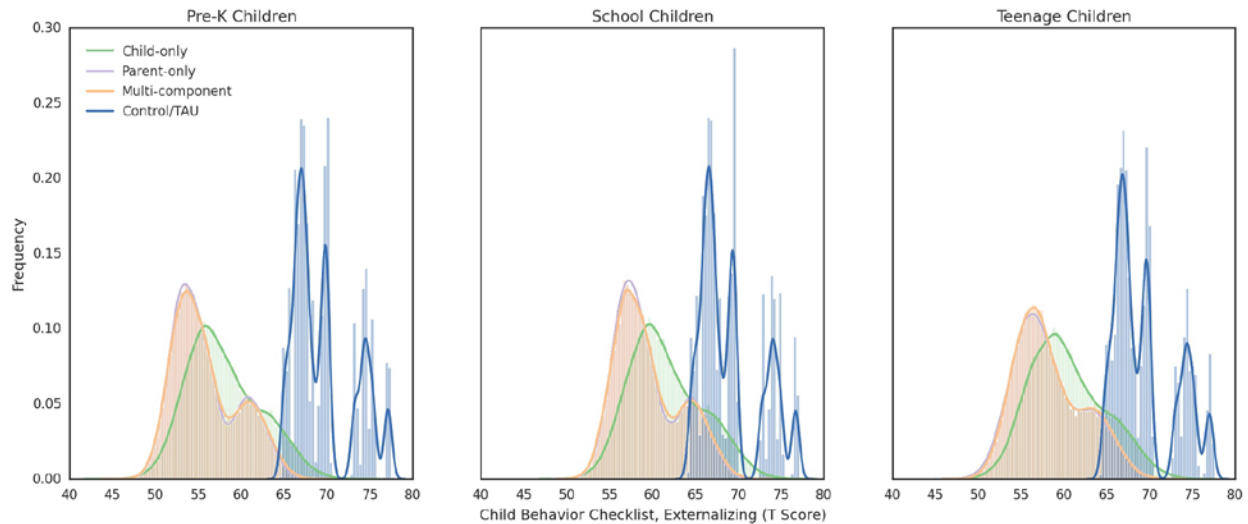 Pre-K Children
School Children
Teenage Children
0.30
0.25
0.20
0.15
0.10
0.05
0.00
Frequency
Child-only
Parent-only
Multi-component
Control/TAU
40 45 50 55 60 65 70 75 80
40 45 50 55 60 65 70 75 80
40 45 50 55 60 65 70 75 80
Child Behavior Checklist, Externalizing (T Score)